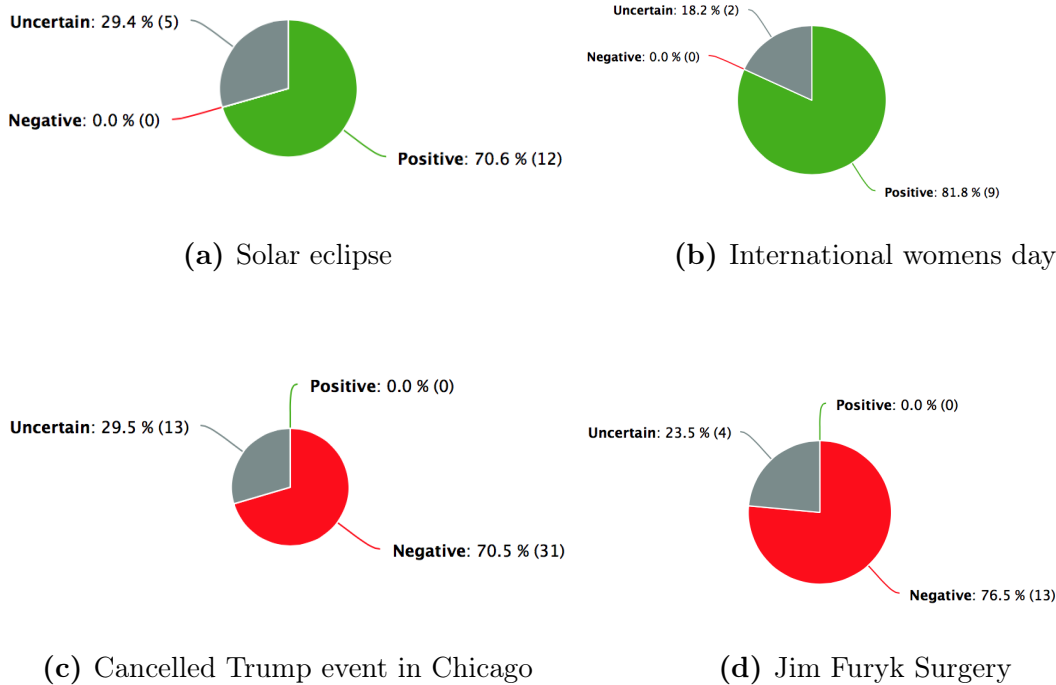 Uncertain: 29.4 % (5)
Negative: 0.0 % (0)
Positive: 70.6 % (12)
(a) Solar eclipse
Uncertain: 18.2 % (2)
Negative: 0.0 % (0)
Positive: 81.8 % (9)
(b) International womens day
Positive: 0.0 % (0)
Uncertain: 29.5 % (13)
Negative: 70.5 % (31)
(c) Cancelled Trump event in Chicago
Positive: 0.0 % (0)
Uncertain: 23.5 % (4)
Negative: 76.5 % (13)
(d) Jim Furyk Surgery